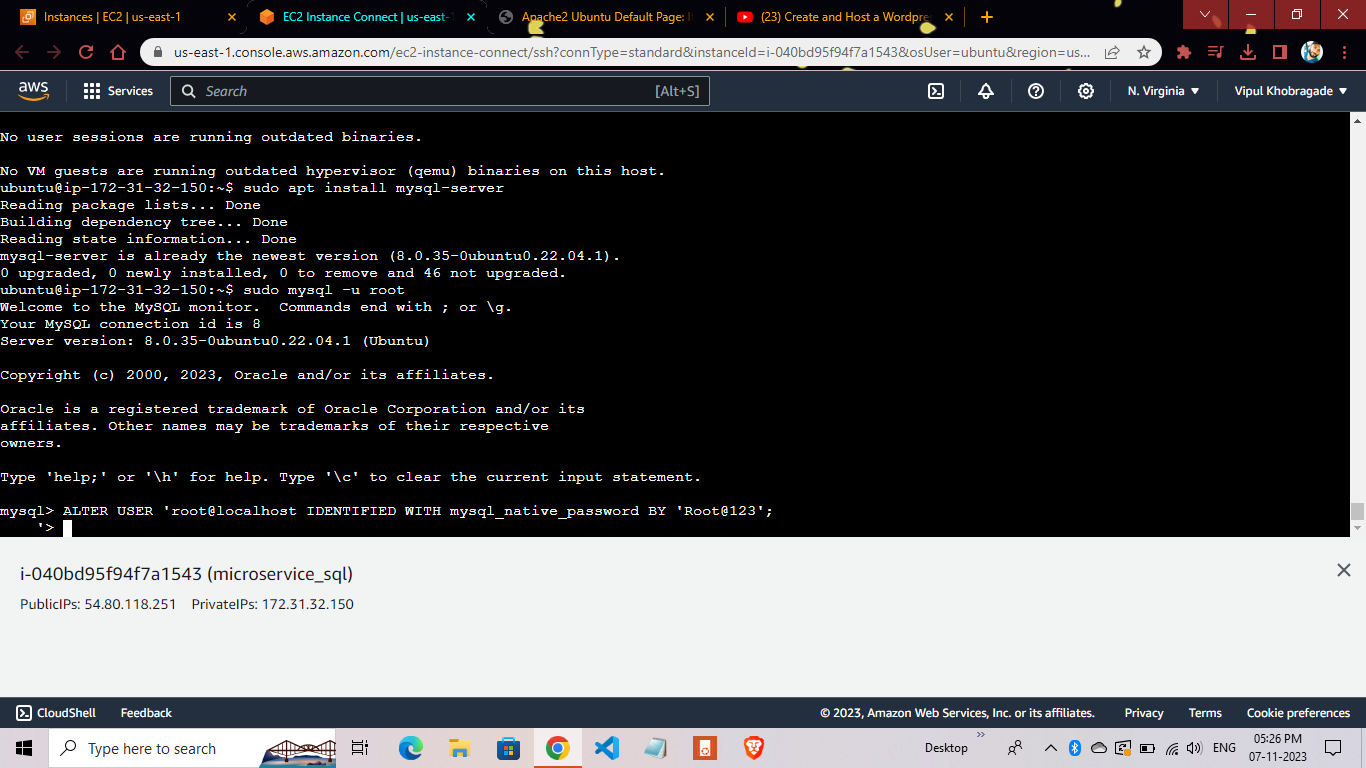 Instances | EC2 | us-east-1
EC2 Instance Connect | us-east-
Apache2 Ubuntu Default Page: I
(23) Create and Host a Wordpre
us-east-1.console.aws.amazon.com/ec2-instance-connect/ssh?connType=standard&instanceId=i-040bd95f94f7a1543&osUser=ubuntu&region=us...
aws
Services
Search
[Alt+S]
N. Virginia
Vipul Khobragade
No user sessions are running outdated binaries.
No VM guests are running outdated hypervisor (qemu) binaries on this host.
ubuntu@ip-172-31-32-150:~$ sudo apt install mysql-server
Reading package lists... Done
Building dependency tree... Done
Reading state information... Done
mysql-server is already the newest version (8.0.35-0ubuntu0.22.04.1).
0 upgraded, 0 newly installed, 0 to remove and 46 not upgraded.
ubuntu@ip-172-31-32-150:~$ sudo mysql -u root
Welcome to the MySQL monitor.  Commands end with ; or \g.
Your MySQL connection id is 8
Server version: 8.0.35-0ubuntu0.22.04.1 (Ubuntu)
Copyright (c) 2000, 2023, Oracle and/or its affiliates.
Oracle is a registered trademark of Oracle Corporation and/or its
affiliates. Other names may be trademarks of their respective
owners.
Type 'help;' or '\h' for help. Type '\c' to clear the current input statement.
mysql> ALTER USER 'root@localhost IDENTIFIED WITH mysql_native_password BY 'Root@123';
'>
i-040bd95f94f7a1543 (microservice_sql)
PublicIPs: 54.80.118.251 PrivateIPs: 172.31.32.150
CloudShell
Feedback
© 2023, Amazon Web Services, Inc. or its affiliates.
Privacy
Terms
Cookie preferences
Type here to search
Desktop
ENG
05:26 PM
07-11-2023